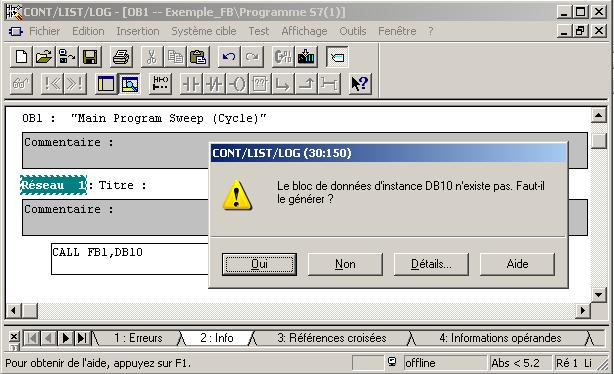 CONT/LIST/LOG - [OB1 -- Exemple_FB\Programme S7(1)]
Fichier Edition Insertion Système cible Test Affichage Outils Fenêtre ?
OB1 : "Main Program Sweep (Cycle)"
Commentaire :
Réseau 1: Titre :
Commentaire :
CALL FB1,DB10
CONT/LIST/LOG (30:150)
Le bloc de données d'instance DB10 n'existe pas. Faut-il
le générer ?
Oui Non Détails... Aide
1 : Erreurs 2 : Info 3 : Références croisées 4 : Informations opérandes
Pour obtenir de l'aide, appuyez sur F1. offline Abs < 5.2 Ré 1 Li